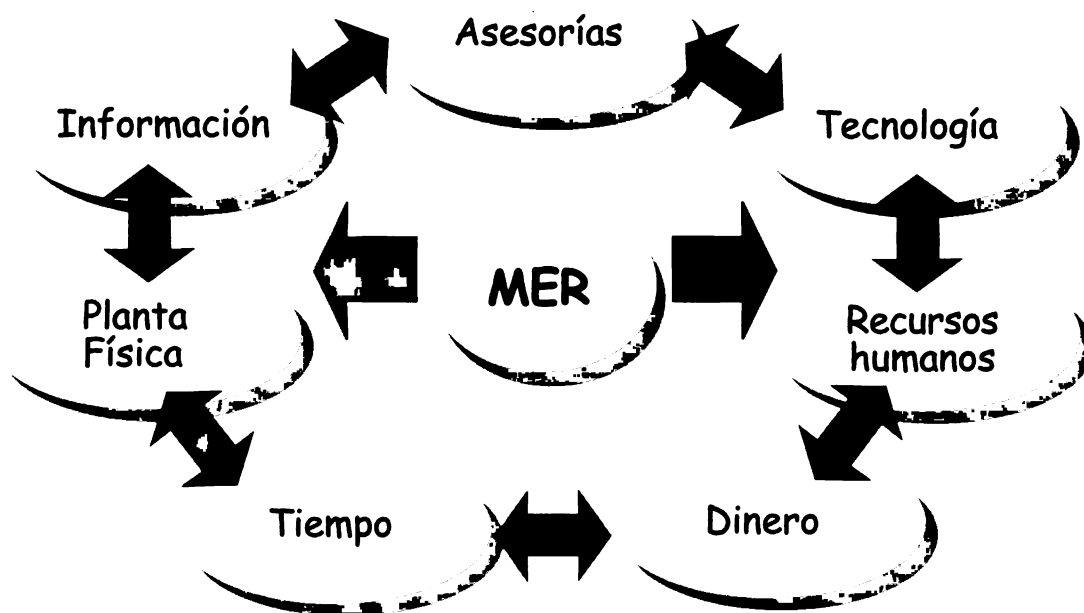 Asesorías
Información
Tecnología
MER
Planta
Física
Recursos
humanos
Tiempo
Dinero